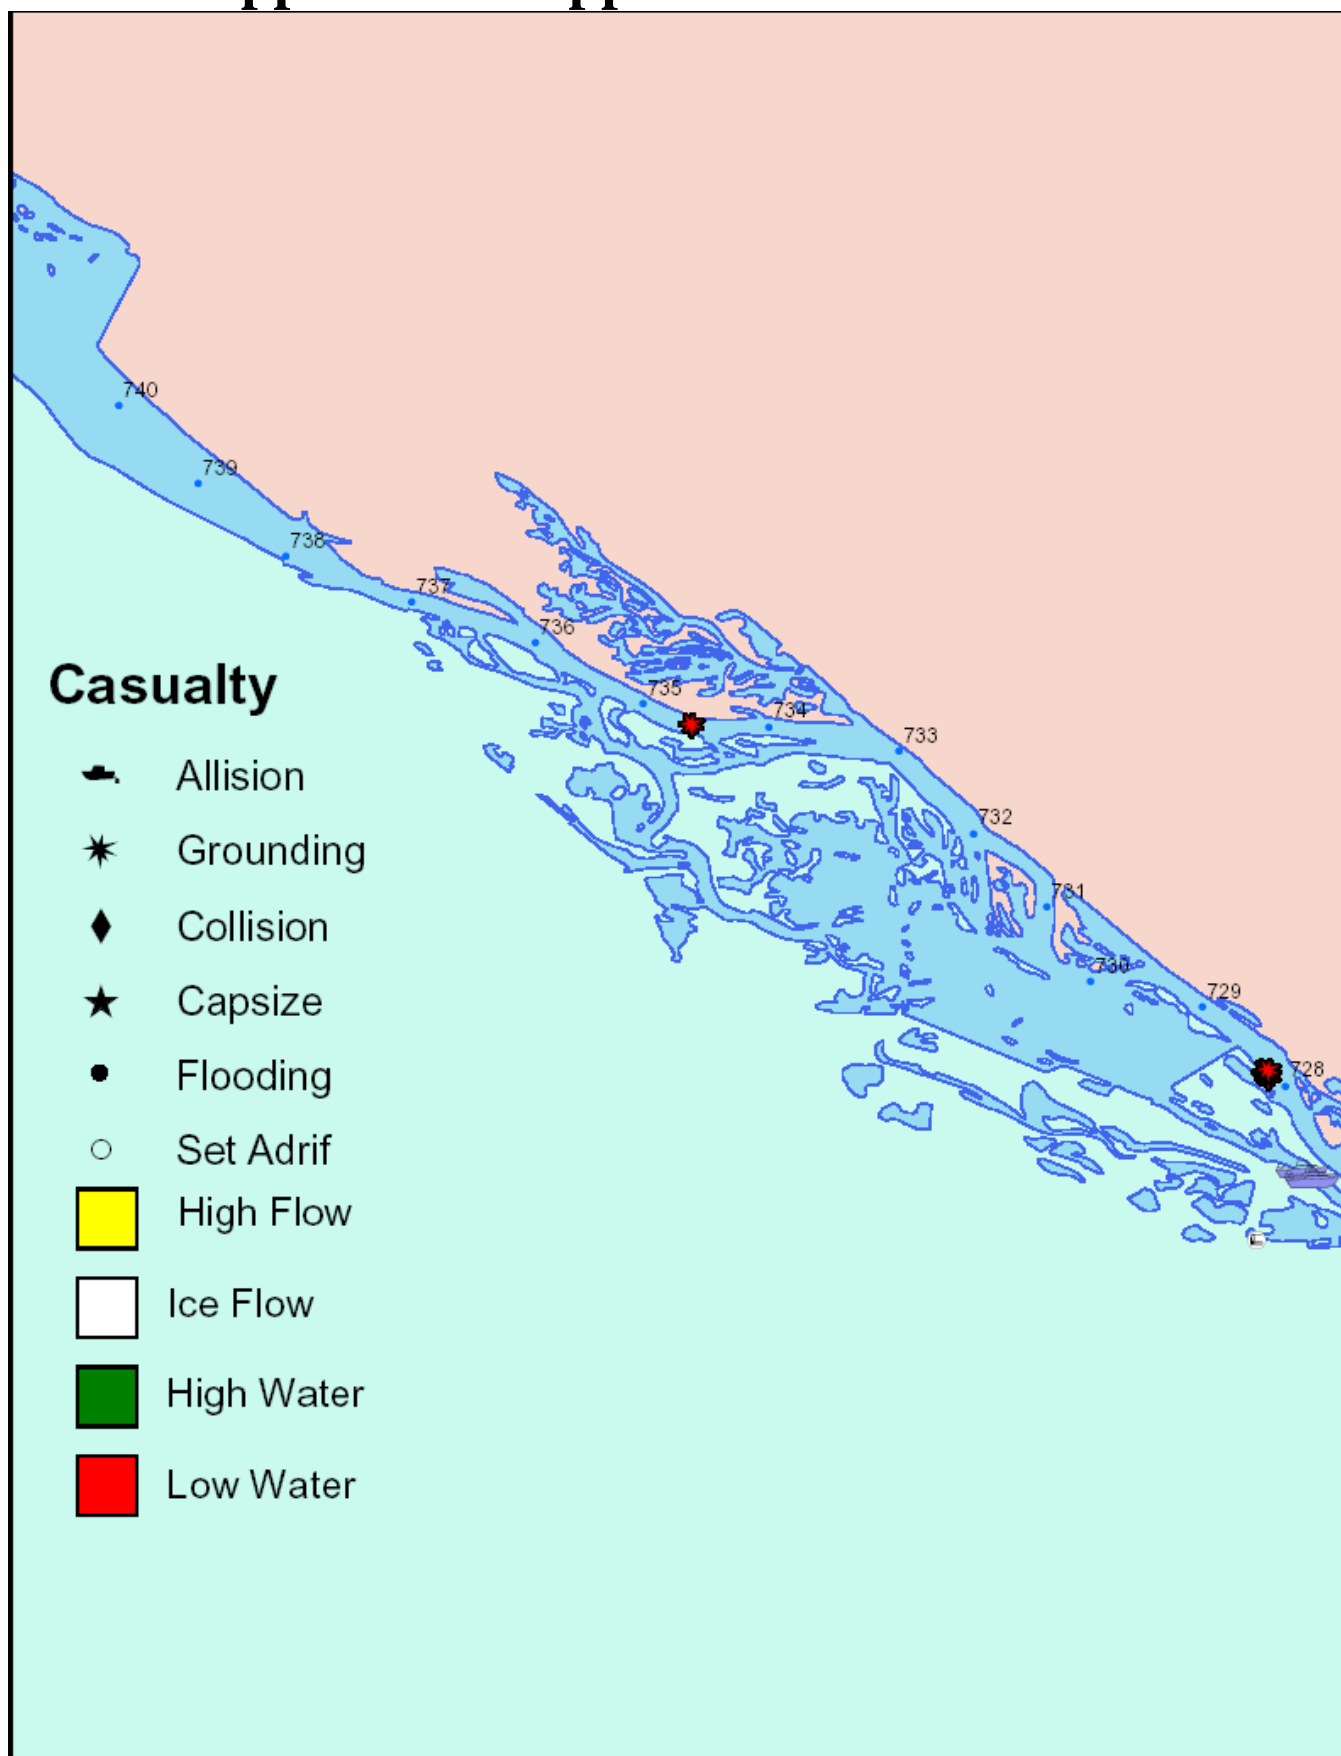 740
739
738
737
736
735
734
733
732
731
730
729
728
Casualty
Allision
Grounding
Collision
Capsize
Flooding
Set Adrif
High Flow
Ice Flow
High Water
Low Water